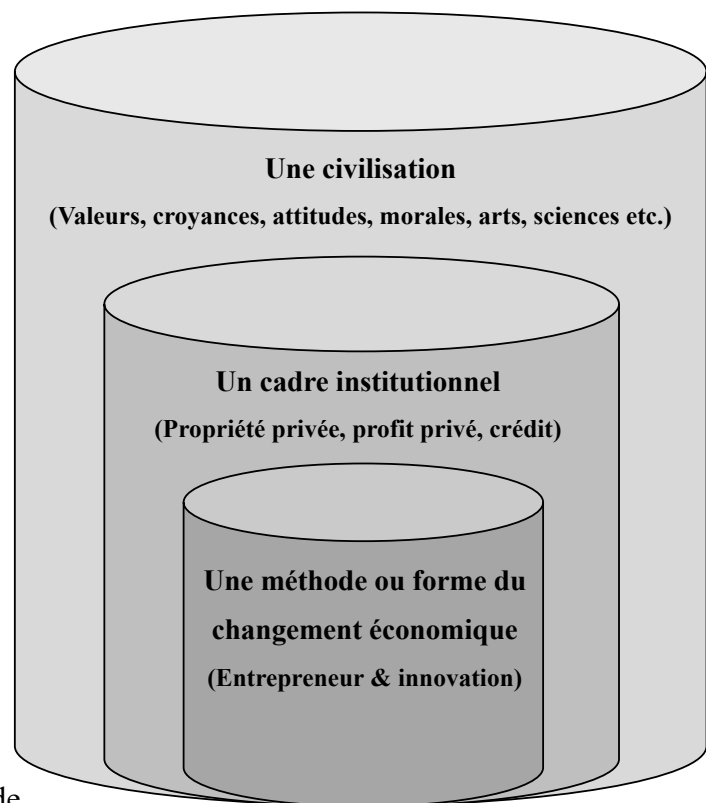 Une civilisation
(Valeurs, croyances, attitudes, morales, arts, sciences etc.)
Un cadre institutionnel
(Propriété privée, profit privé, crédit)
Une méthode ou forme du
changement économique
(Entrepreneur & innovation)